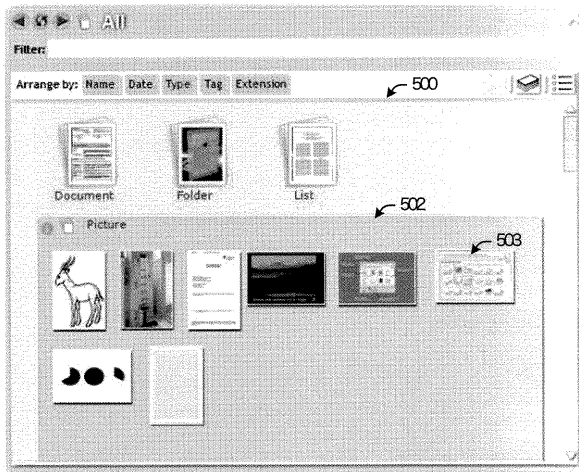 All
Filter:
Arrange by: Name Date Type Tag Extension
500
Document Folder List
502
Picture
503